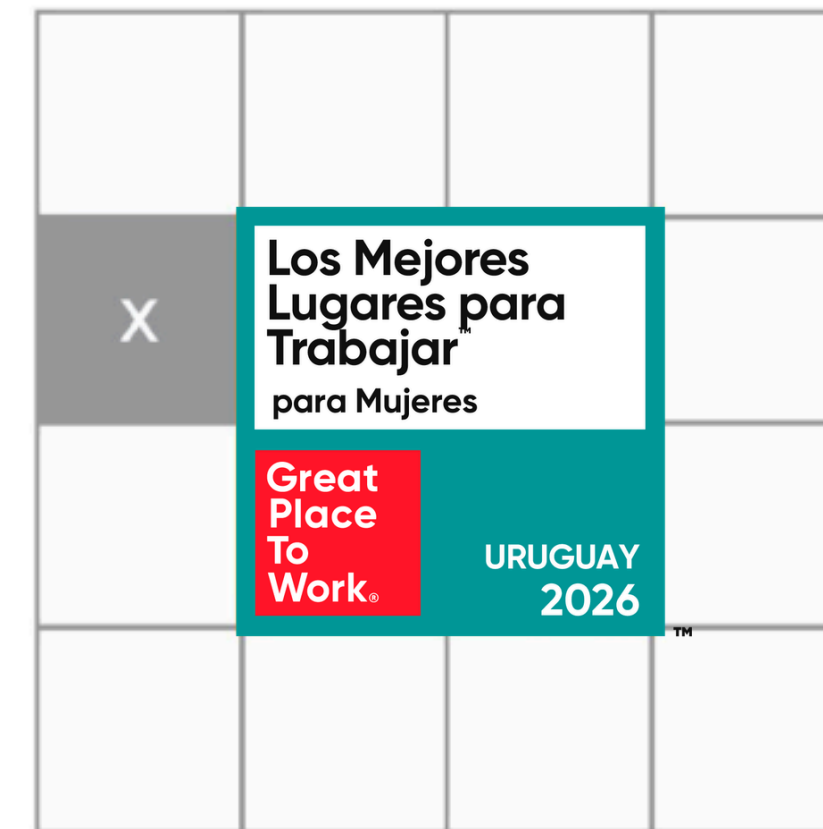 X
Los Mejores
Lugares para
Trabajar™
para Mujeres
Great
Place
To
Work®
URUGUAY
2026
™